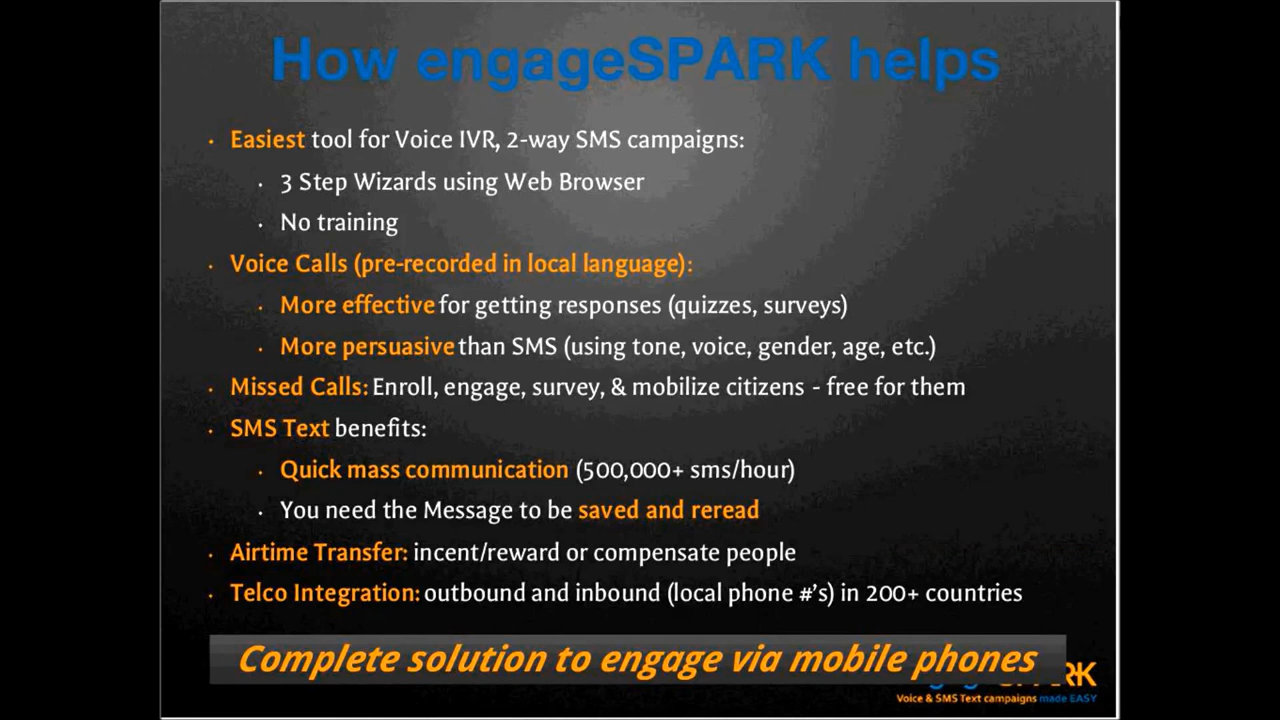 How engageSPARK helps
• Easiest tool for Voice IVR, 2-way SMS campaigns:
• 3 Step Wizards using Web Browser
• No training
• Voice Calls (pre-recorded in local language):
• More effective for getting responses (quizzes, surveys)
• More persuasive than SMS (using tone, voice, gender, age, etc.)
• Missed Calls: Enroll, engage, survey, & mobilize citizens - free for them
• SMS Text benefits:
• Quick mass communication (500,000+ sms/hour)
• You need the Message to be saved and reread
• Airtime Transfer: incent/reward or compensate people
• Telco Integration: outbound and inbound (local phone #'s) in 200+ countries
Complete solution to engage via mobile phones
Voice & SMS Text campaigns made EASY